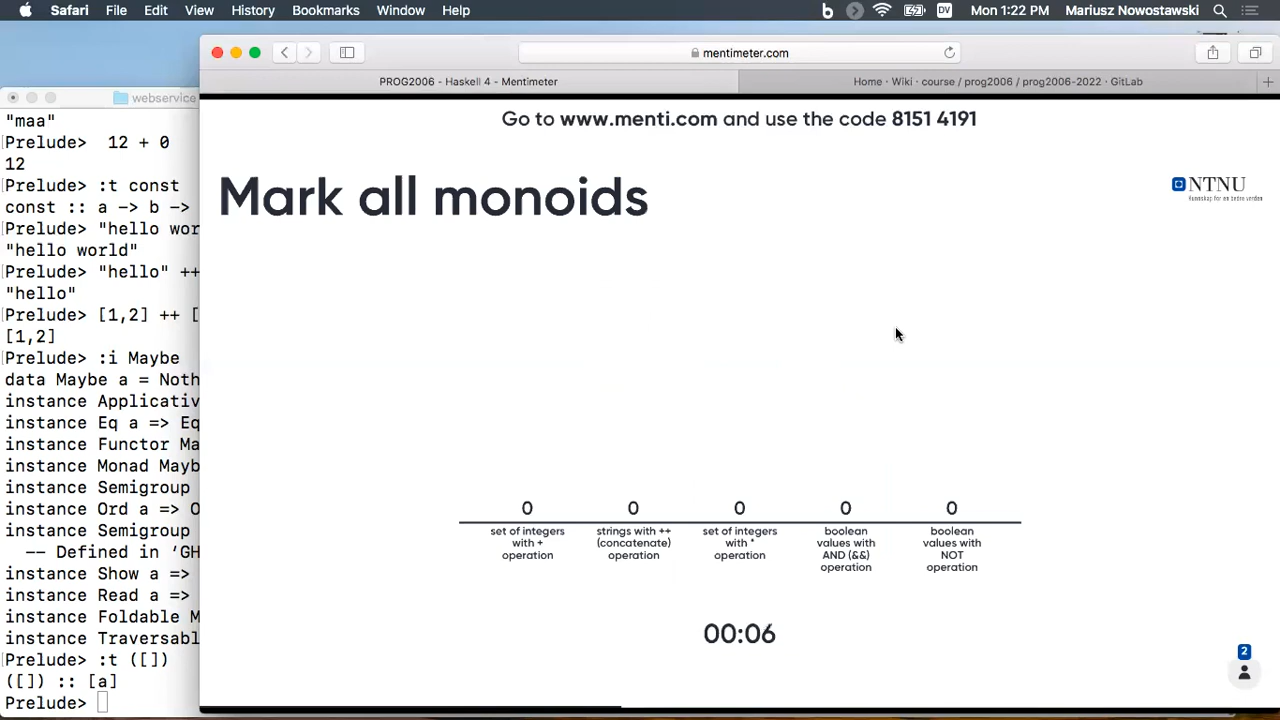 Safari File Edit View History Bookmarks Window Help
DV Mon 1:22 PM Mariusz Nowostawski
mentimeter.com
PROG2006 - Haskell 4 - Mentimeter
Home · Wiki · course / prog2006 / prog2006-2022 · GitLab
webservice
"maa"
Prelude> 12 + 0
12
Prelude> :t const
const :: a -> b ->
Prelude> "hello wor
"hello world"
Prelude> "hello" ++
"hello"
Prelude> [1,2] ++ [
[1,2]
Prelude> :i Maybe
data Maybe a = Noth
instance Applicativ
instance Eq a => Eq
instance Functor Ma
instance Monad Mayb
instance Semigroup
instance Ord a => O
instance Semigroup
-- Defined in ‘GH
instance Show a =>
instance Read a =>
instance Foldable M
instance Traversabl
Prelude> :t ([])
([]) :: [a]
Prelude>
Go to www.menti.com and use the code 8151 4191
Mark all monoids
NTNU
Kunnskap for en bedre verden
0 0 0 0 0
set of integers with + operation
strings with ++ (concatenate) operation
set of integers with * operation
boolean values with AND (&&) operation
boolean values with NOT operation
00:06
2